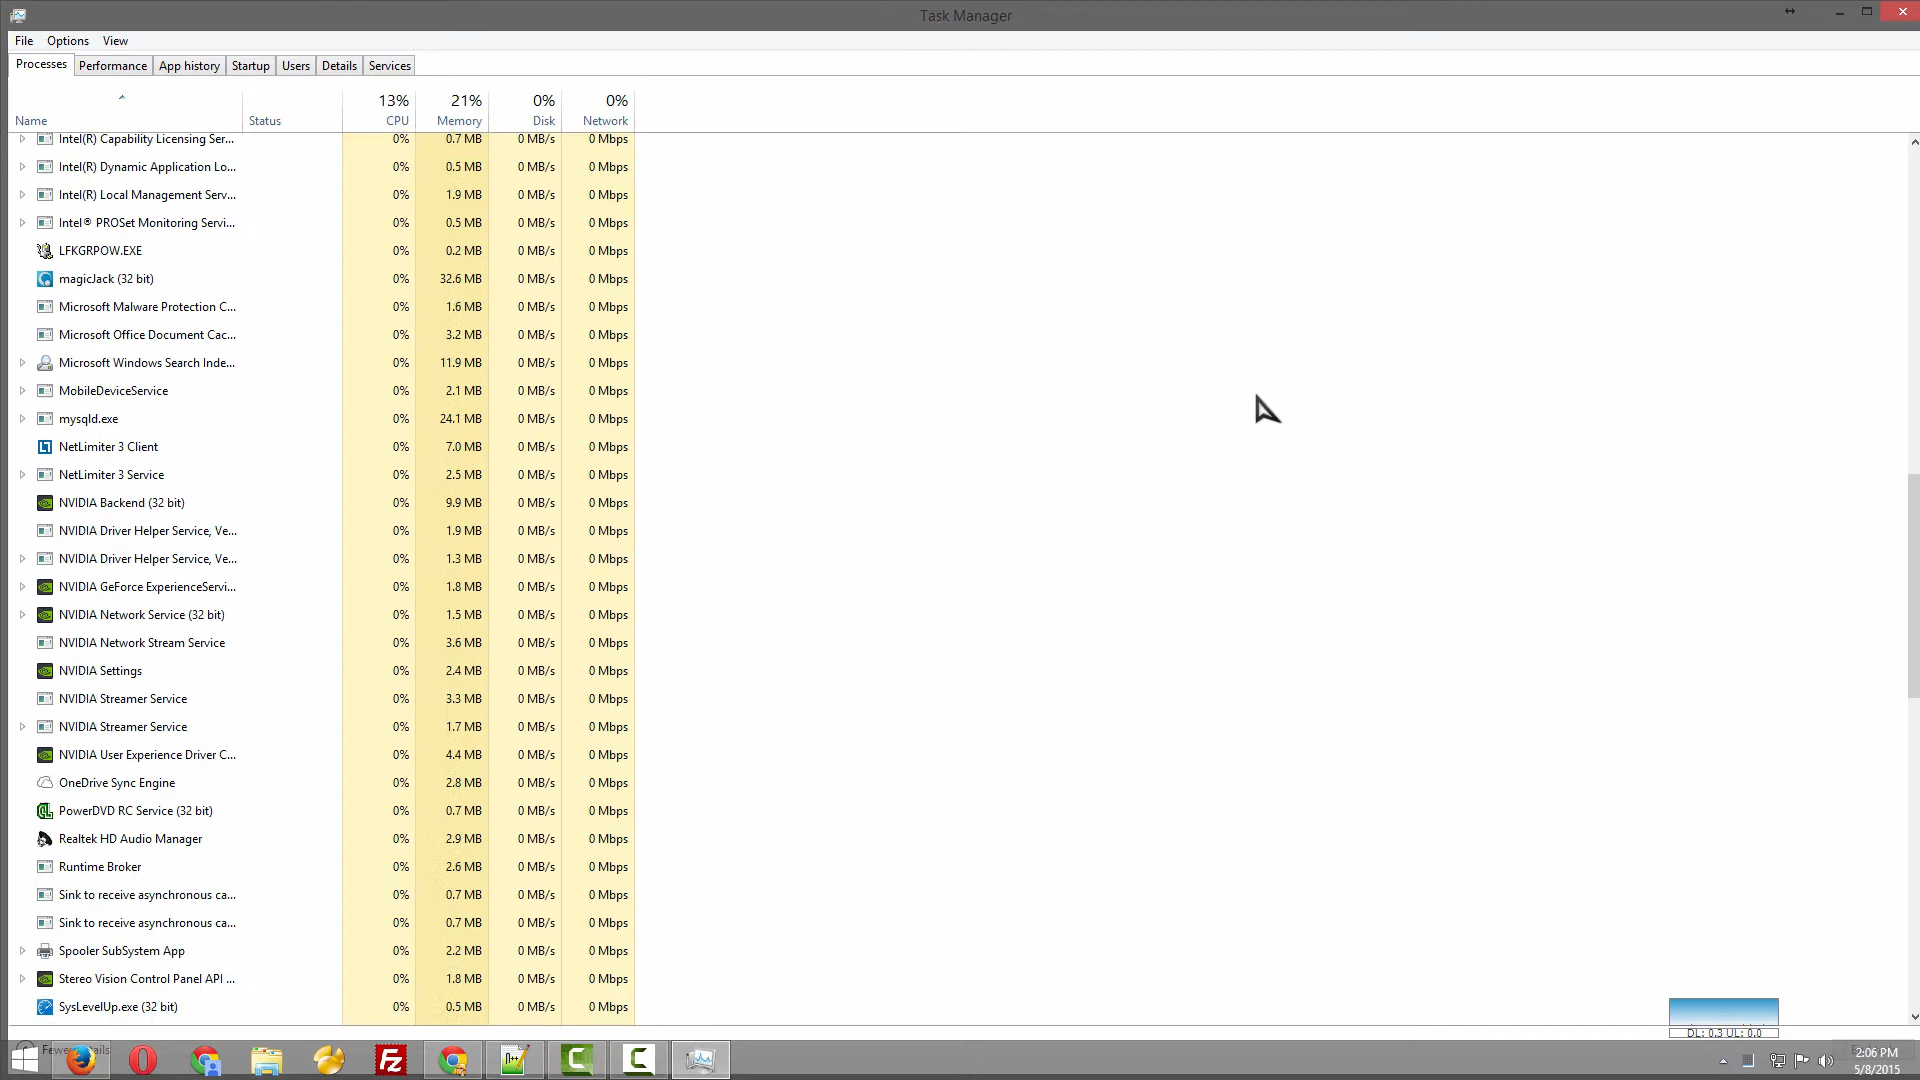 Task Manager
File Options View
Processes Performance App history Startup Users Details Services
13% 21% 0% 0%
Name Status CPU Memory Disk Network
Intel(R) Capability Licensing Ser... 0% 0.7 MB 0 MB/s 0 Mbps
Intel(R) Dynamic Application Lo... 0% 0.5 MB 0 MB/s 0 Mbps
Intel(R) Local Management Serv... 0% 1.9 MB 0 MB/s 0 Mbps
Intel® PROSet Monitoring Servi... 0% 0.5 MB 0 MB/s 0 Mbps
LFKGRPOW.EXE 0% 0.2 MB 0 MB/s 0 Mbps
magicJack (32 bit) 0% 32.6 MB 0 MB/s 0 Mbps
Microsoft Malware Protection C... 0% 1.6 MB 0 MB/s 0 Mbps
Microsoft Office Document Cac... 0% 3.2 MB 0 MB/s 0 Mbps
Microsoft Windows Search Inde... 0% 11.9 MB 0 MB/s 0 Mbps
MobileDeviceService 0% 2.1 MB 0 MB/s 0 Mbps
mysqld.exe 0% 24.1 MB 0 MB/s 0 Mbps
NetLimiter 3 Client 0% 7.0 MB 0 MB/s 0 Mbps
NetLimiter 3 Service 0% 2.5 MB 0 MB/s 0 Mbps
NVIDIA Backend (32 bit) 0% 9.9 MB 0 MB/s 0 Mbps
NVIDIA Driver Helper Service, Ve... 0% 1.9 MB 0 MB/s 0 Mbps
NVIDIA Driver Helper Service, Ve... 0% 1.3 MB 0 MB/s 0 Mbps
NVIDIA GeForce ExperienceServi... 0% 1.8 MB 0 MB/s 0 Mbps
NVIDIA Network Service (32 bit) 0% 1.5 MB 0 MB/s 0 Mbps
NVIDIA Network Stream Service 0% 3.6 MB 0 MB/s 0 Mbps
NVIDIA Settings 0% 2.4 MB 0 MB/s 0 Mbps
NVIDIA Streamer Service 0% 3.3 MB 0 MB/s 0 Mbps
NVIDIA Streamer Service 0% 1.7 MB 0 MB/s 0 Mbps
NVIDIA User Experience Driver C... 0% 4.4 MB 0 MB/s 0 Mbps
OneDrive Sync Engine 0% 2.8 MB 0 MB/s 0 Mbps
PowerDVD RC Service (32 bit) 0% 0.7 MB 0 MB/s 0 Mbps
Realtek HD Audio Manager 0% 2.9 MB 0 MB/s 0 Mbps
Runtime Broker 0% 2.6 MB 0 MB/s 0 Mbps
Sink to receive asynchronous ca... 0% 0.7 MB 0 MB/s 0 Mbps
Sink to receive asynchronous ca... 0% 0.7 MB 0 MB/s 0 Mbps
Spooler SubSystem App 0% 2.2 MB 0 MB/s 0 Mbps
Stereo Vision Control Panel API ... 0% 1.8 MB 0 MB/s 0 Mbps
SysLevelUp.exe (32 bit) 0% 0.5 MB 0 MB/s 0 Mbps
DL: 0.3 UL: 0.0
Fz
2:06 PM
5/8/2015